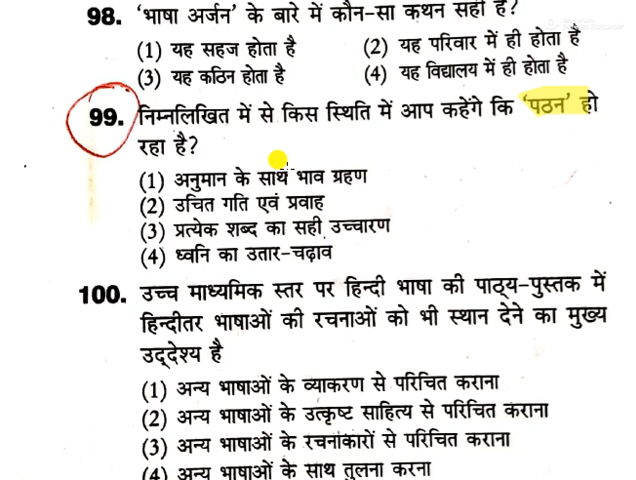 98. 'भाषा अर्जन' के बारे में कौन-सा कथन सही है?
(1) यह सहज होता है (2) यह परिवार में ही होता है
(3) यह कठिन होता है (4) यह विद्यालय में ही होता है
99. निम्नलिखित में से किस स्थिति में आप कहेंगे कि 'पठन' हो
रहा है?
(1) अनुमान के साथ भाव ग्रहण
(2) उचित गति एवं प्रवाह
(3) प्रत्येक शब्द का सही उच्चारण
(4) ध्वनि का उतार-चढ़ाव
100. उच्च माध्यमिक स्तर पर हिन्दी भाषा की पाठ्य-पुस्तक में
हिन्दीतर भाषाओं की रचनाओं को भी स्थान देने का मुख्य
उद्देश्य है
(1) अन्य भाषाओं के व्याकरण से परिचित कराना
(2) अन्य भाषाओं के उत्कृष्ट साहित्य से परिचित कराना
(3) अन्य भाषाओं के रचनाकारों से परिचित कराना
(4) अन्य भाषाओं के साथ तुलना करना